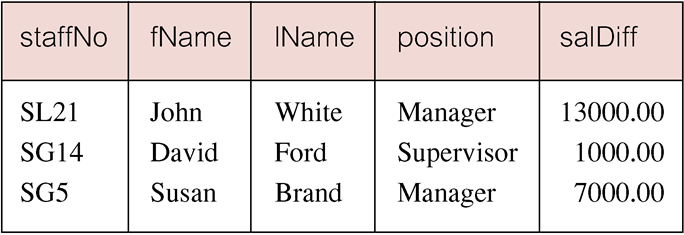 staffNo fName lName position salDiff
SL21 John White Manager 13000.00
SG14 David Ford Supervisor 1000.00
SG5 Susan Brand Manager 7000.00